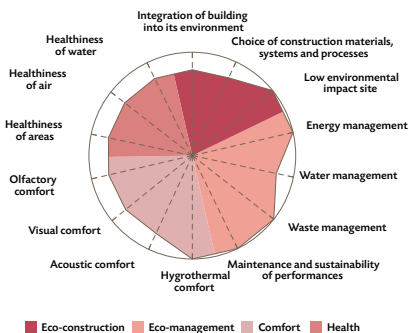 Integration of building
into its environment
Choice of construction materials,
systems and processes
Low environmental
impact site
Energy management
Water management
Waste management
Maintenance and sustainability
of performances
Hygrothermal
comfort
Acoustic comfort
Visual comfort
Olfactory
comfort
Healthiness
of areas
Healthiness
of air
Healthiness
of water
Eco-construction
Eco-management
Comfort
Health